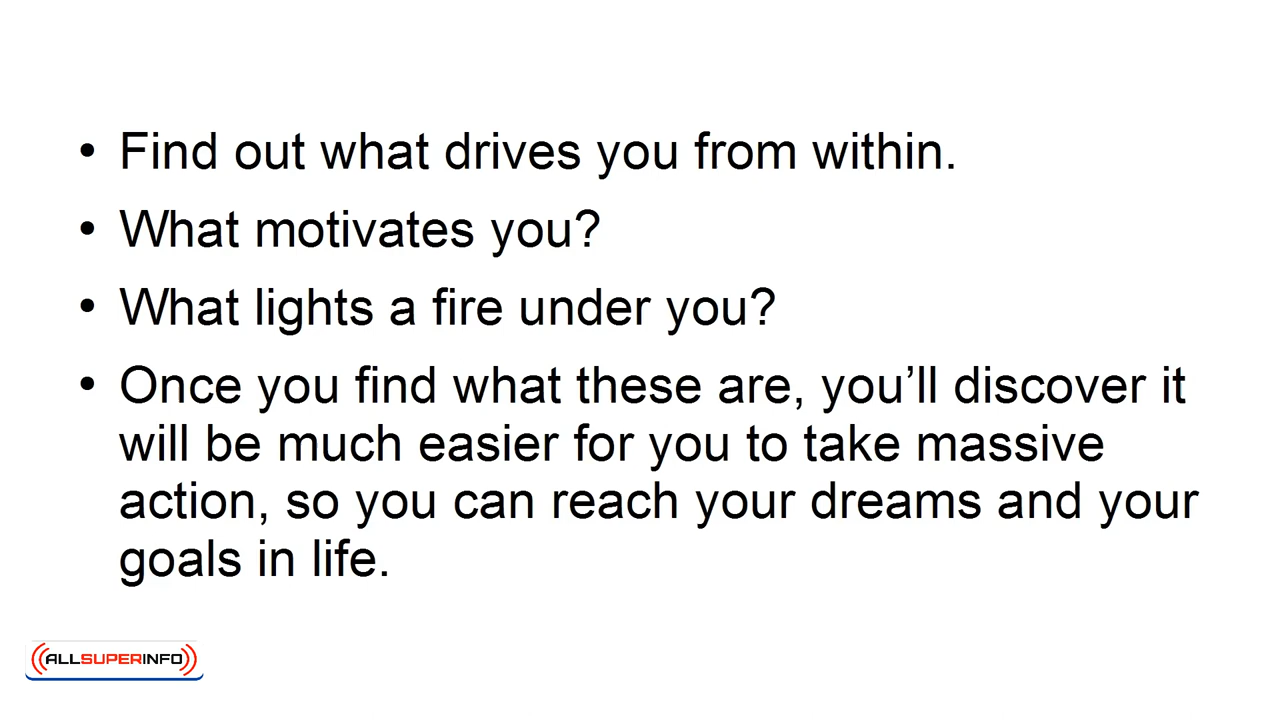 • Find out what drives you from within.
• What motivates you?
• What lights a fire under you?
• Once you find what these are, you’ll discover it
will be much easier for you to take massive
action, so you can reach your dreams and your
goals in life.
ALLSUPERINFO